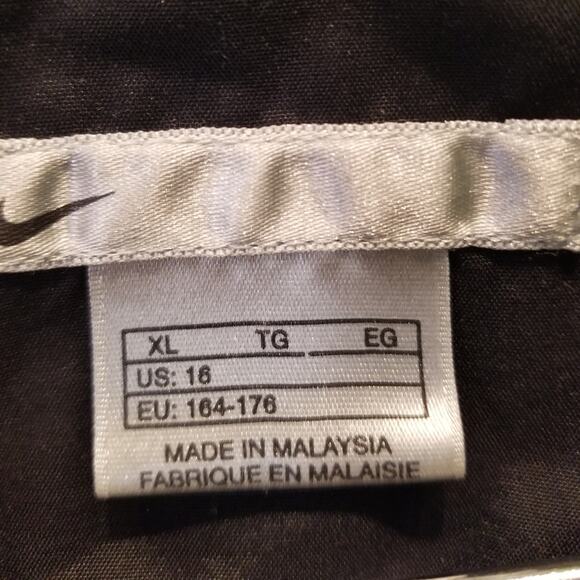 XL TG EG
US: 16
EU: 164-176
MADE IN MALAYSIA
FABRIQUE EN MALAISIE